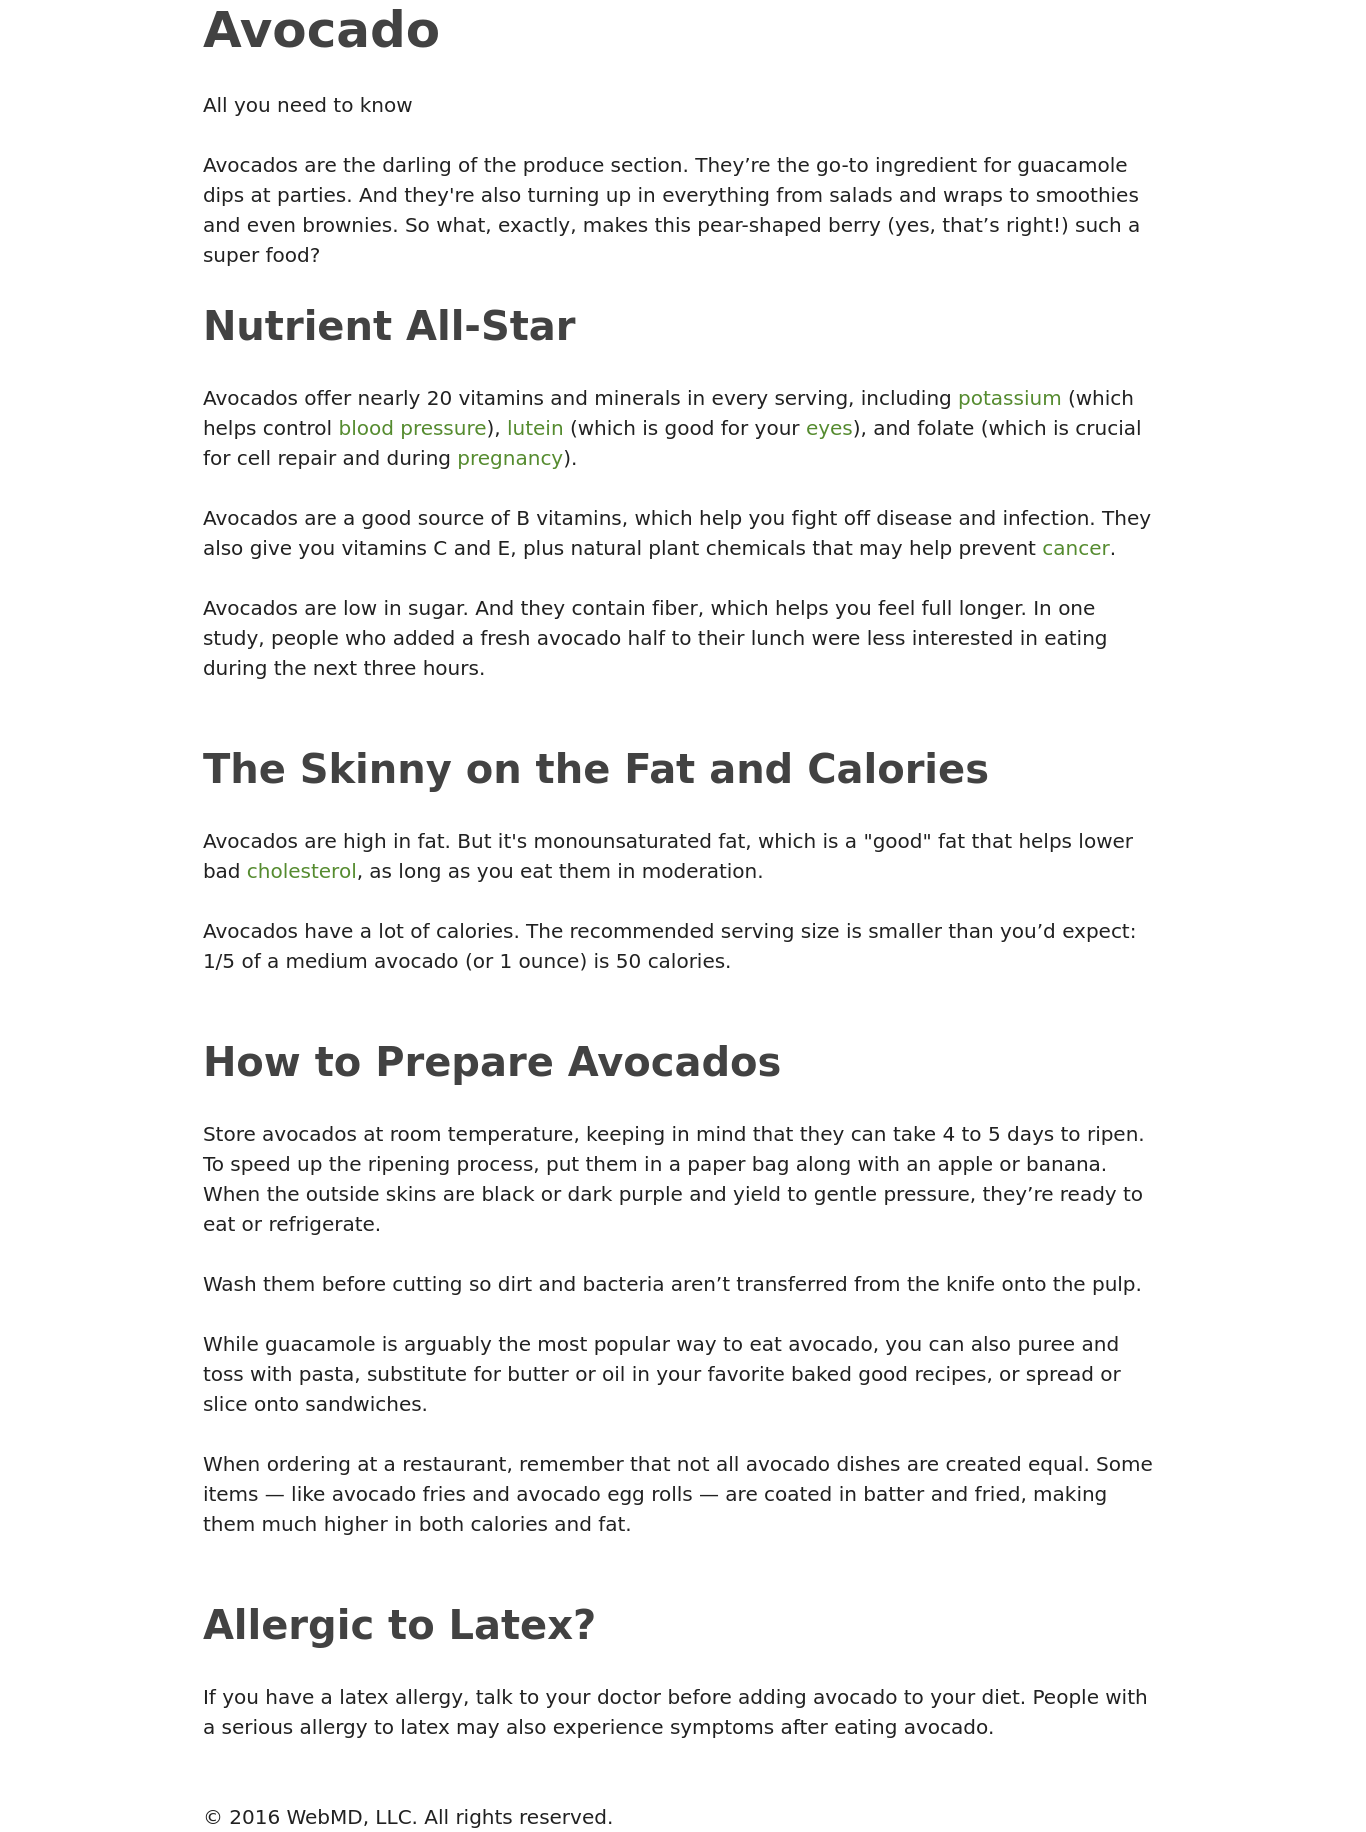 Avocado
All you need to know
Avocados are the darling of the produce section. They’re the go-to ingredient for guacamole
dips at parties. And they're also turning up in everything from salads and wraps to smoothies
and even brownies. So what, exactly, makes this pear-shaped berry (yes, that’s right!) such a
super food?
Nutrient All-Star
Avocados offer nearly 20 vitamins and minerals in every serving, including potassium (which
helps control blood pressure), lutein (which is good for your eyes), and folate (which is crucial
for cell repair and during pregnancy).
Avocados are a good source of B vitamins, which help you fight off disease and infection. They
also give you vitamins C and E, plus natural plant chemicals that may help prevent cancer.
Avocados are low in sugar. And they contain fiber, which helps you feel full longer. In one
study, people who added a fresh avocado half to their lunch were less interested in eating
during the next three hours.
The Skinny on the Fat and Calories
Avocados are high in fat. But it's monounsaturated fat, which is a "good" fat that helps lower
bad cholesterol, as long as you eat them in moderation.
Avocados have a lot of calories. The recommended serving size is smaller than you’d expect:
1/5 of a medium avocado (or 1 ounce) is 50 calories.
How to Prepare Avocados
Store avocados at room temperature, keeping in mind that they can take 4 to 5 days to ripen.
To speed up the ripening process, put them in a paper bag along with an apple or banana.
When the outside skins are black or dark purple and yield to gentle pressure, they’re ready to
eat or refrigerate.
Wash them before cutting so dirt and bacteria aren’t transferred from the knife onto the pulp.
While guacamole is arguably the most popular way to eat avocado, you can also puree and
toss with pasta, substitute for butter or oil in your favorite baked good recipes, or spread or
slice onto sandwiches.
When ordering at a restaurant, remember that not all avocado dishes are created equal. Some
items — like avocado fries and avocado egg rolls — are coated in batter and fried, making
them much higher in both calories and fat.
Allergic to Latex?
If you have a latex allergy, talk to your doctor before adding avocado to your diet. People with
a serious allergy to latex may also experience symptoms after eating avocado.
© 2016 WebMD, LLC. All rights reserved.